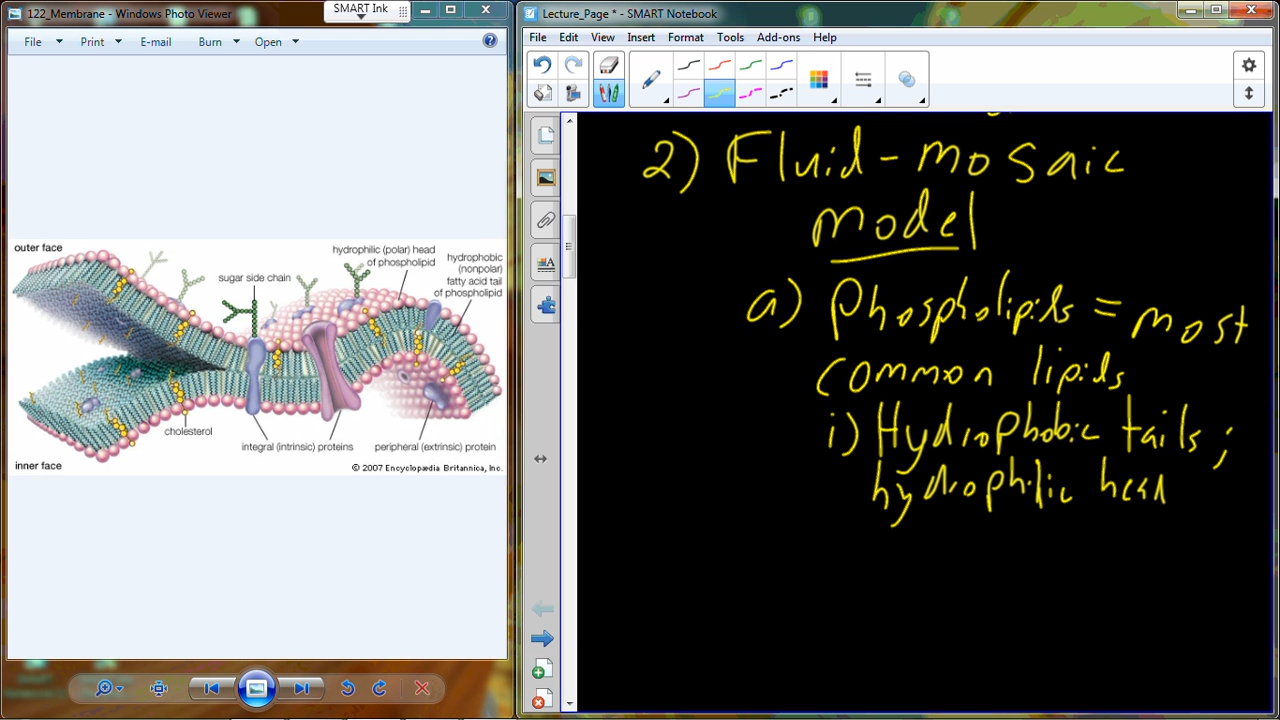 122_Membrane - Windows Photo Viewer
SMART Ink
File Print E-mail Burn Open
outer face
hydrophilic (polar) head
of phospholipid
hydrophobic
(nonpolar)
fatty acid tail
of phospholipid
sugar side chain
cholesterol
integral (intrinsic) proteins
peripheral (extrinsic) protein
inner face
© 2007 Encyclopædia Britannica, Inc.
Lecture_Page * - SMART Notebook
File Edit View Insert Format Tools Add-ons Help
2) Fluid-mosaic
model
a) Phospholipids = most
common lipids
i) Hydrophobic tails;
hydrophilic head